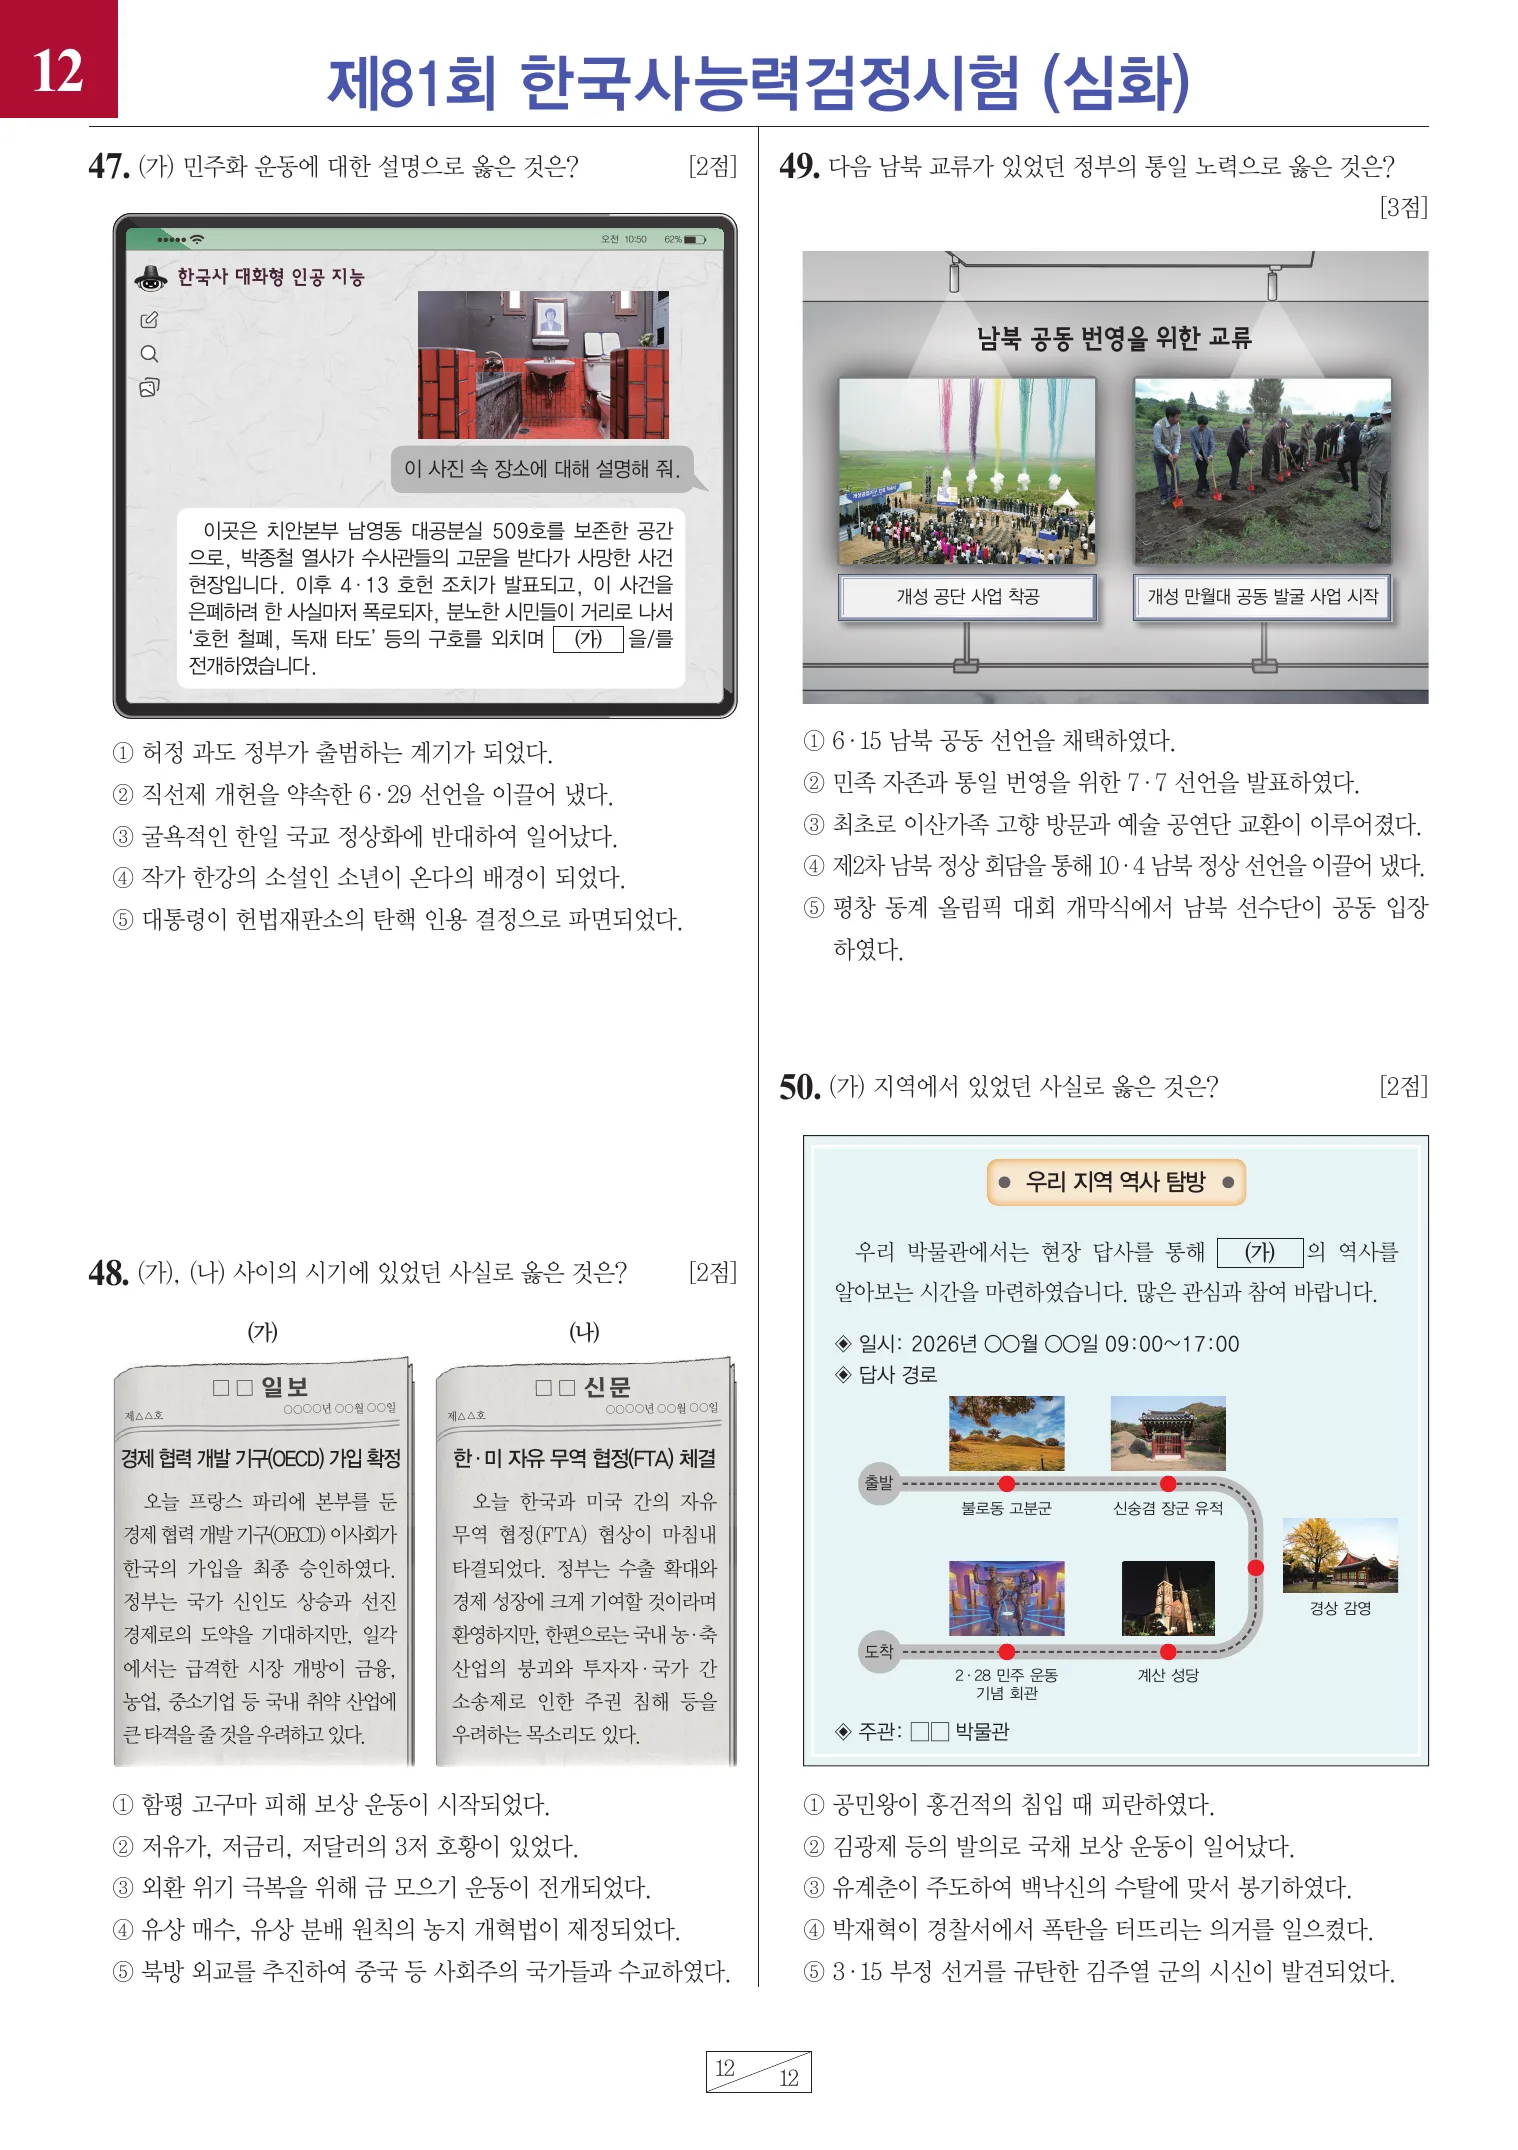 12
제81회 한국사능력검정시험 (심화)
47. (가) 민주화 운동에 대한 설명으로 옳은 것은? [2점]
오전 10:50 62%
한국사 대화형 인공 지능
이 사진 속 장소에 대해 설명해 줘.
이곳은 치안본부 남영동 대공분실 509호를 보존한 공간
으로, 박종철 열사가 수사관들의 고문을 받다가 사망한 사건
현장입니다. 이후 4·13 호헌 조치가 발표되고, 이 사건을
은폐하려 한 사실마저 폭로되자, 분노한 시민들이 거리로 나서
‘호헌 철폐, 독재 타도’ 등의 구호를 외치며 (가) 을/를
전개하였습니다.
① 허정 과도 정부가 출범하는 계기가 되었다.
② 직선제 개헌을 약속한 6·29 선언을 이끌어 냈다.
③ 굴욕적인 한일 국교 정상화에 반대하여 일어났다.
④ 작가 한강의 소설인 소년이 온다의 배경이 되었다.
⑤ 대통령이 헌법재판소의 탄핵 인용 결정으로 파면되었다.
48. (가), (나) 사이의 시기에 있었던 사실로 옳은 것은? [2점]
(가)
□□일보
제△△호 ○○○○년 ○○월 ○○일
경제 협력 개발 기구(OECD) 가입 확정
오늘 프랑스 파리에 본부를 둔
경제 협력 개발 기구(OECD) 이사회가
한국의 가입을 최종 승인하였다.
정부는 국가 신인도 상승과 선진
경제로의 도약을 기대하지만, 일각
에서는 급격한 시장 개방이 금융,
농업, 중소기업 등 국내 취약 산업에
큰 타격을 줄 것을 우려하고 있다.
(나)
□□신문
제△△호 ○○○○년 ○○월 ○○일
한·미 자유 무역 협정(FTA) 체결
오늘 한국과 미국 간의 자유
무역 협정(FTA) 협상이 마침내
타결되었다. 정부는 수출 확대와
경제 성장에 크게 기여할 것이라며
환영하지만, 한편으로는 국내 농·축
산업의 붕괴와 투자자·국가 간
소송제로 인한 주권 침해 등을
우려하는 목소리도 있다.
① 함평 고구마 피해 보상 운동이 시작되었다.
② 저유가, 저금리, 저달러의 3저 호황이 있었다.
③ 외환 위기 극복을 위해 금 모으기 운동이 전개되었다.
④ 유상 매수, 유상 분배 원칙의 농지 개혁법이 제정되었다.
⑤ 북방 외교를 추진하여 중국 등 사회주의 국가들과 수교하였다.
49. 다음 남북 교류가 있었던 정부의 통일 노력으로 옳은 것은?
[3점]
남북 공동 번영을 위한 교류
개성 공단 사업 착공
개성 만월대 공동 발굴 사업 시작
① 6·15 남북 공동 선언을 채택하였다.
② 민족 자존과 통일 번영을 위한 7·7 선언을 발표하였다.
③ 최초로 이산가족 고향 방문과 예술 공연단 교환이 이루어졌다.
④ 제2차 남북 정상 회담을 통해 10·4 남북 정상 선언을 이끌어 냈다.
⑤ 평창 동계 올림픽 대회 개막식에서 남북 선수단이 공동 입장
하였다.
50. (가) 지역에서 있었던 사실로 옳은 것은? [2점]
우리 지역 역사 탐방
우리 박물관에서는 현장 답사를 통해 (가) 의 역사를
알아보는 시간을 마련하였습니다. 많은 관심과 참여 바랍니다.
◈ 일시: 2026년 ○○월 ○○일 09:00~17:00
◈ 답사 경로
출발
불로동 고분군
신숭겸 장군 유적
경상 감영
계산 성당
2·28 민주 운동
기념 회관
도착
◈ 주관: □□ 박물관
① 공민왕이 홍건적의 침입 때 피란하였다.
② 김광제 등의 발의로 국채 보상 운동이 일어났다.
③ 유계춘이 주도하여 백낙신의 수탈에 맞서 봉기하였다.
④ 박재혁이 경찰서에서 폭탄을 터뜨리는 의거를 일으켰다.
⑤ 3·15 부정 선거를 규탄한 김주열 군의 시신이 발견되었다.
12
12